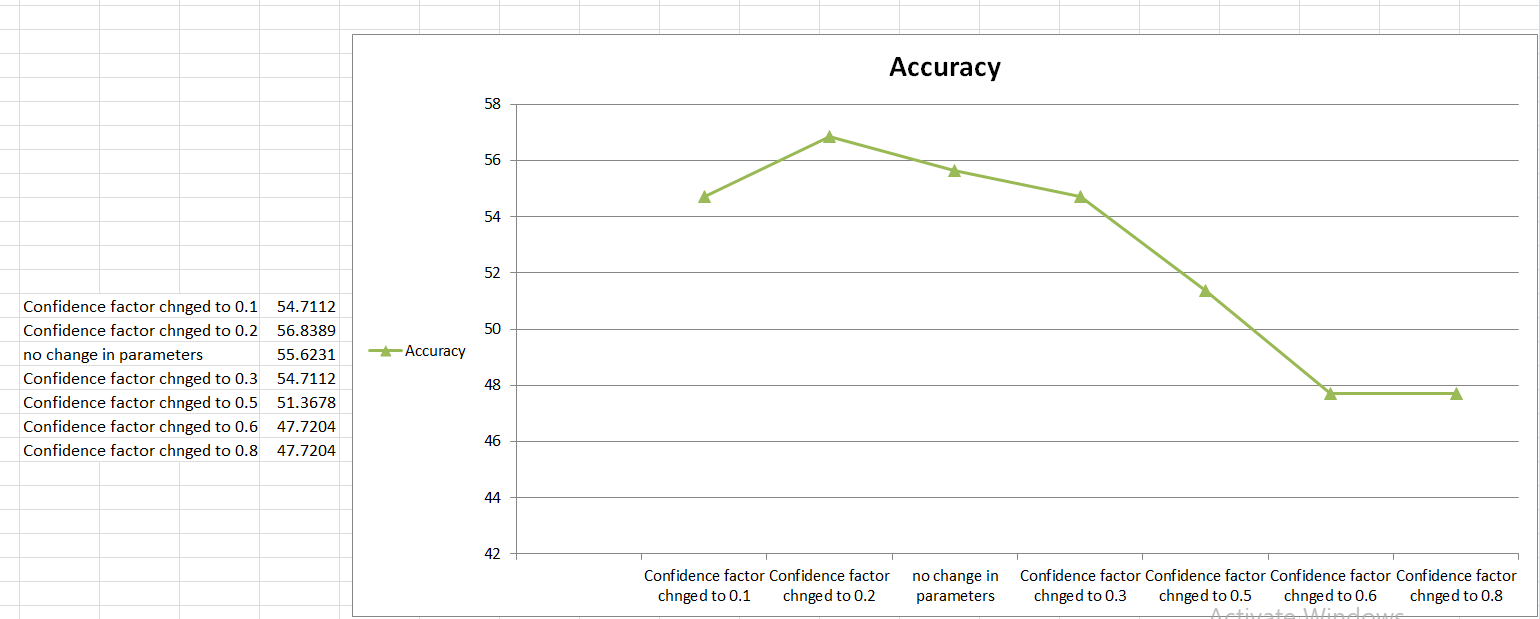 Confidence factor chnged to 0.1 54.7112
Confidence factor chnged to 0.2 56.8389
no change in parameters 55.6231
Confidence factor chnged to 0.3 54.7112
Confidence factor chnged to 0.5 51.3678
Confidence factor chnged to 0.6 47.7204
Confidence factor chnged to 0.8 47.7204
Accuracy
58
56
54
52
50
48
46
44
42
Accuracy
Confidence factor chnged to 0.1
Confidence factor chnged to 0.2
no change in parameters
Confidence factor chnged to 0.3
Confidence factor chnged to 0.5
Confidence factor chnged to 0.6
Confidence factor chnged to 0.8
Activate Windows